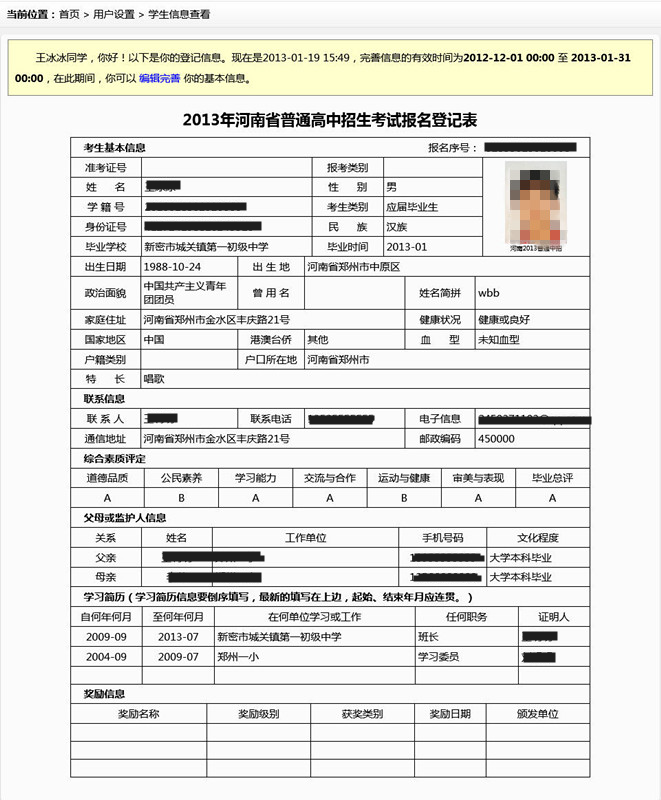 当前位置：首页 > 用户设置 > 学生信息查看
王冰冰同学，你好！以下是你的登记信息。现在是2013-01-19 15:49，完善信息的有效时间为2012-12-01 00:00 至 2013-01-31
00:00，在此期间，你可以 编辑完善 你的基本信息。
2013年河南省普通高中招生考试报名登记表
考生基本信息 报名序号：
准考证号 报考类别
姓 名 性 别 男
学 籍 号 考生类别 应届毕业生
身份证号 民 族 汉族
河南2013普通中招
毕业学校 新密市城关镇第一初级中学 毕业时间 2013-01
出生日期 1988-10-24 出 生 地 河南省郑州市中原区
政治面貌 中国共产主义青年
团团员 曾 用 名 姓名简拼 wbb
家庭住址 河南省郑州市金水区丰庆路21号 健康状况 健康或良好
国家地区 中国 港澳台侨 其他 血 型 未知血型
户籍类别 户口所在地 河南省郑州市
特 长 唱歌
联系信息
联 系 人 联系电话 电子信息
通信地址 河南省郑州市金水区丰庆路21号 邮政编码 450000
综合素质评定
道德品质 公民素养 学习能力 交流与合作 运动与健康 审美与表现 毕业总评
A B A A B A A
父母或监护人信息
关系 姓名 工作单位 手机号码 文化程度
父亲 大学本科毕业
母亲 大学本科毕业
学习简历（学习简历信息要倒序填写，最新的填写在上边，起始、结束年月应连贯。）
自何年何月 至何年何月 在何单位学习或工作 任何职务 证明人
2009-09 2013-07 新密市城关镇第一初级中学 班长
2004-09 2009-07 郑州一小 学习委员
奖励信息
奖励名称 奖励级别 获奖类别 奖励日期 颁发单位